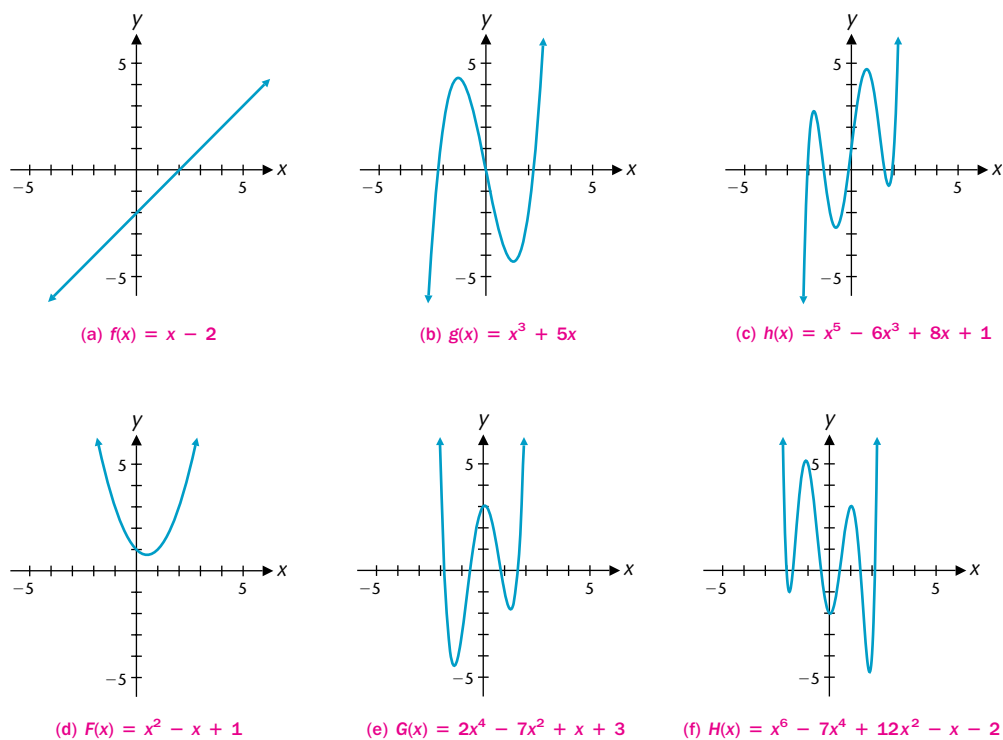 y
y
y
5
5
5
−5
5
x
−5
5
x
−5
5
x
−5
−5
−5
(a) f(x) = x − 2
(b) g(x) = x³ + 5x
(c) h(x) = x⁵ − 6x³ + 8x + 1
y
y
y
5
5
5
−5
5
x
−5
5
x
−5
5
x
−5
−5
−5
(d) F(x) = x² − x + 1
(e) G(x) = 2x⁴ − 7x² + x + 3
(f) H(x) = x⁶ − 7x⁴ + 12x² − x − 2